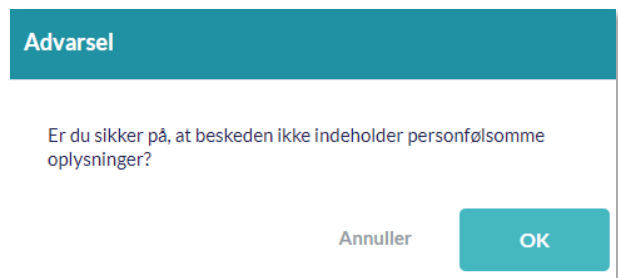 Advarsel
Er du sikker på, at beskeden ikke indeholder personfølsomme
oplysninger?
Annuller
OK